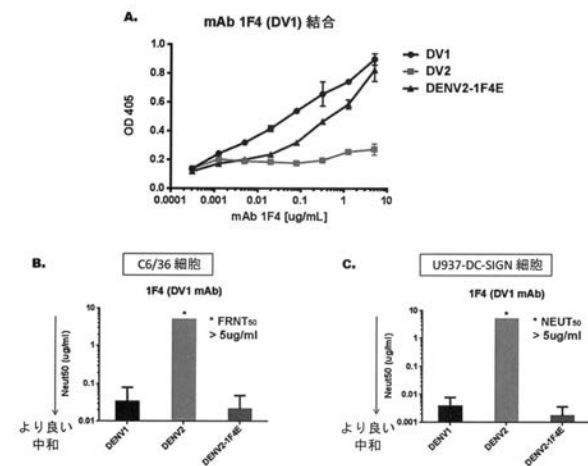 A.
mAb 1F4 (DV1) 結合
OD 405
1.0
0.8
0.6
0.4
0.2
0.0
0.0001 0.001 0.01 0.1 1 10
mAb 1F4 [ug/mL]
DV1
DV2
DENV2-1F4E
B.
C6/36 細胞
1F4 (DV1 mAb)
Neut50 (ug/ml)
10
1
0.1
0.01
*
* FRNT50
> 5ug/ml
DENV1
DENV2
DENV2-1F4E
より良い
中和
C.
U937-DC-SIGN 細胞
1F4 (DV1 mAb)
Neut50 (ug/ml)
10
1
0.1
0.01
0.001
*
* NEUT50
> 5ug/ml
DENV1
DENV2
DENV2-1F4E
より良い
中和